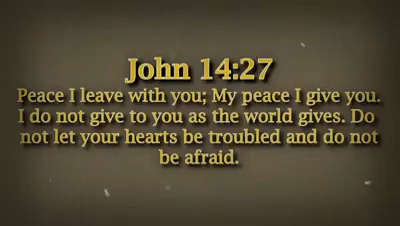 John 14:27
Peace I leave with you; My peace I give you.
I do not give to you as the world gives. Do
not let your hearts be troubled and do not
be afraid.